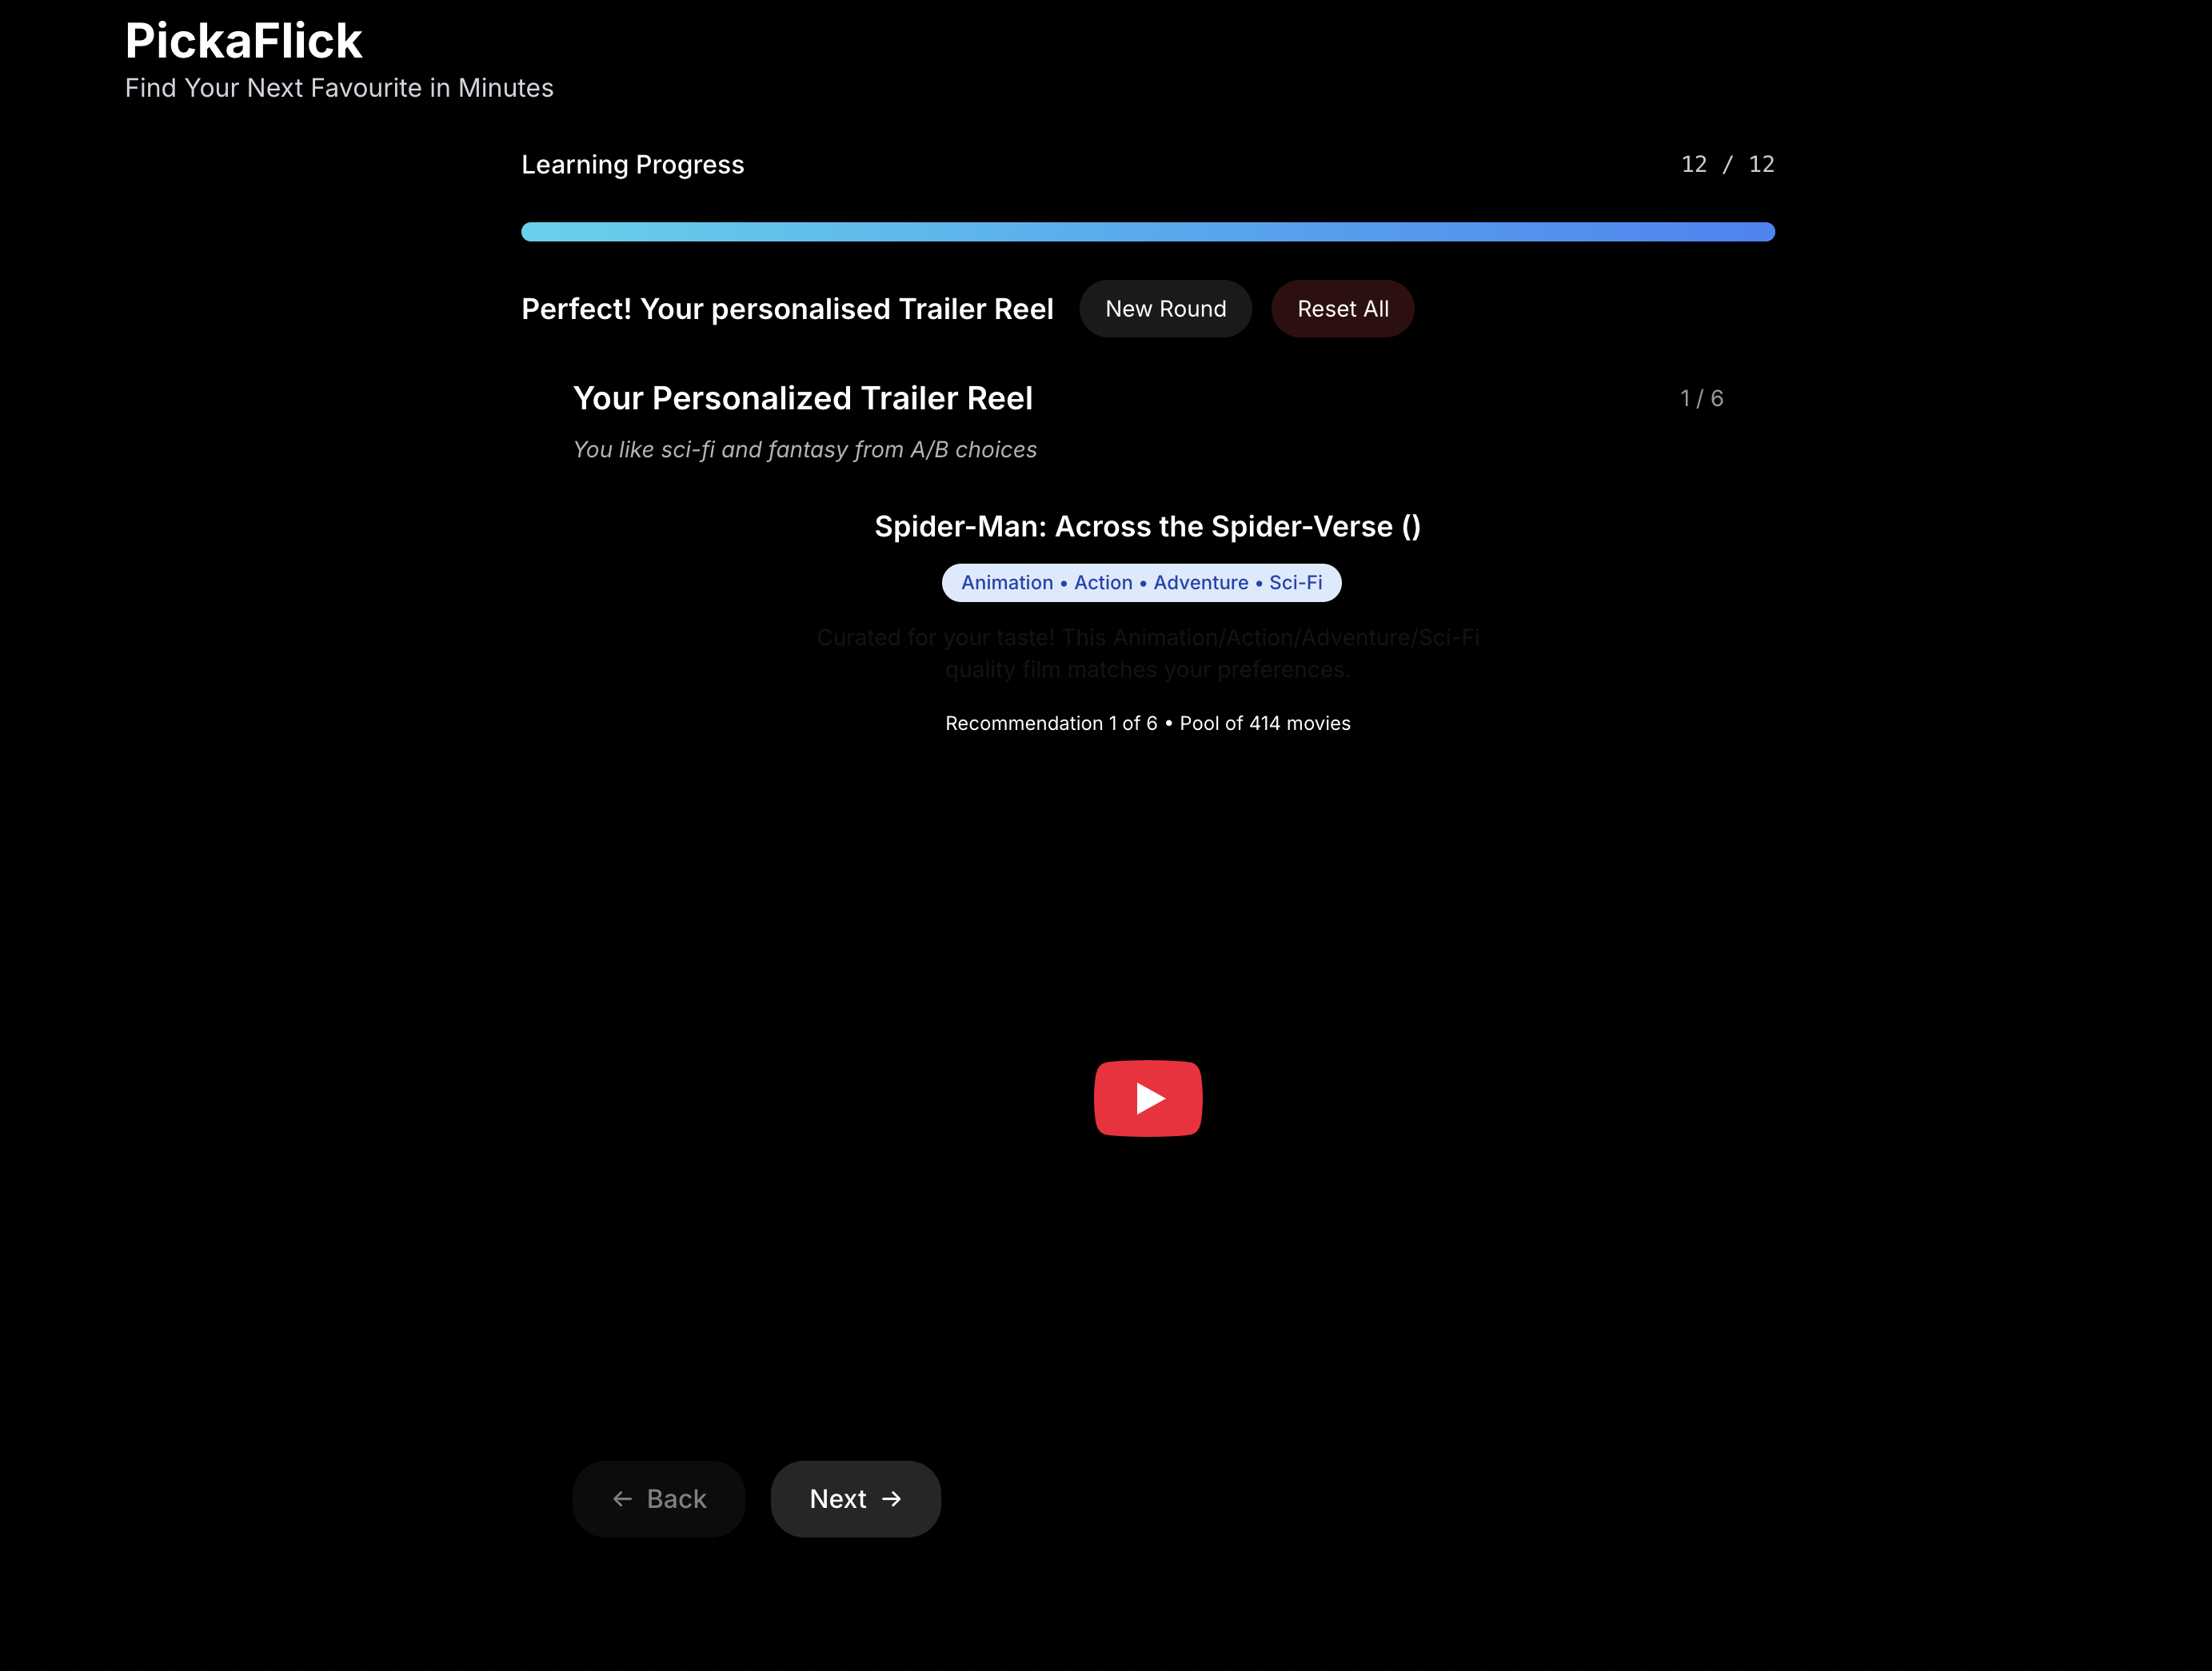 PickaFlick
Find Your Next Favourite in Minutes
Learning Progress
12 / 12
Perfect! Your personalised Trailer Reel
New Round
Reset All
Your Personalized Trailer Reel
1 / 6
You like sci-fi and fantasy from A/B choices
Spider-Man: Across the Spider-Verse ()
Animation • Action • Adventure • Sci-Fi
Curated for your taste! This Animation/Action/Adventure/Sci-Fi
quality film matches your preferences.
Recommendation 1 of 6 • Pool of 414 movies
← Back
Next →